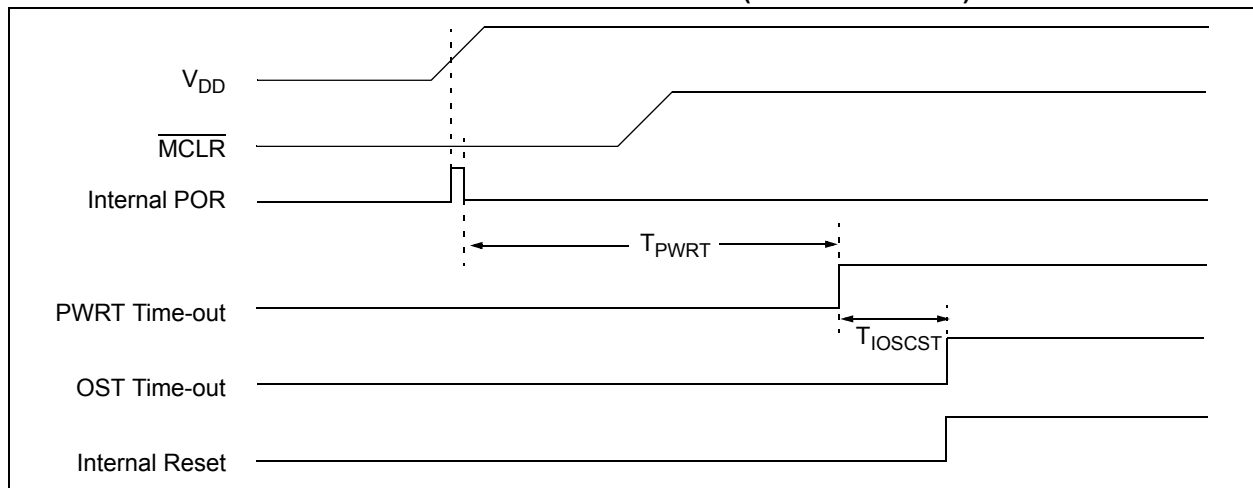 V_DD
MCLR
Internal POR
T_PWRT
PWRT Time-out
T_IOSCST
OST Time-out
Internal Reset